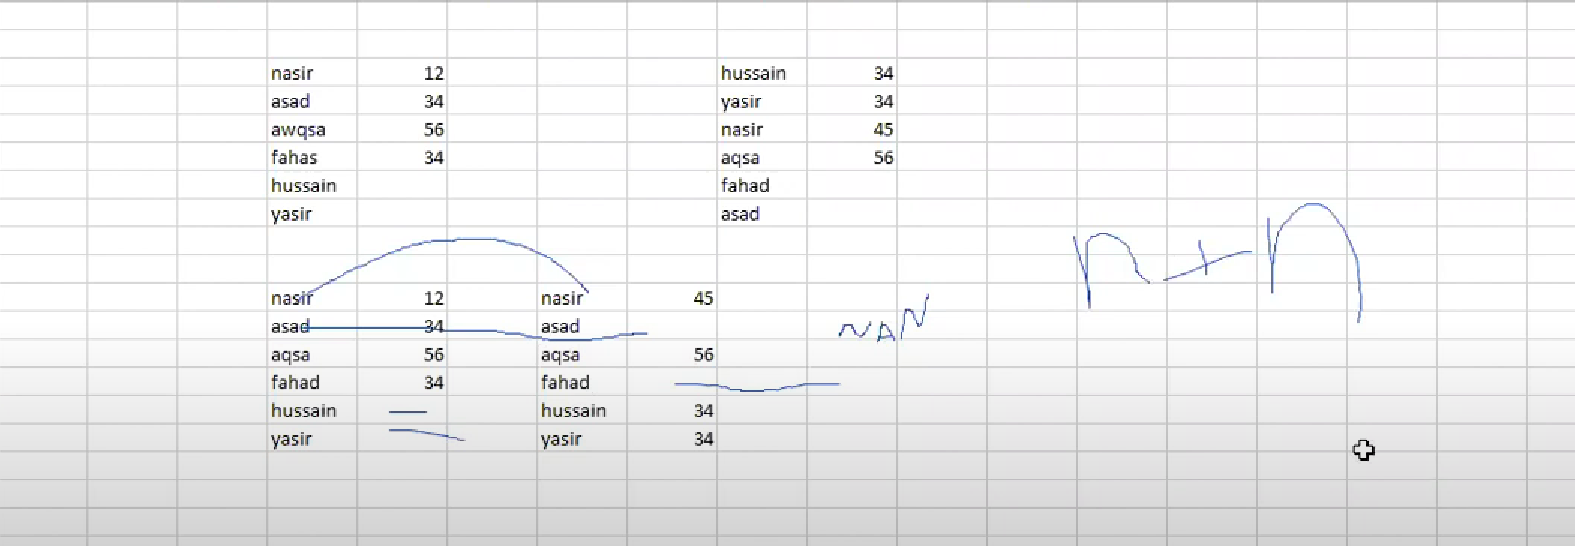 nasir 12 hussain 34
asad 34 yasir 34
awqsa 56 nasir 45
fahas 34 aqsa 56
hussain fahad
yasir asad
n+n
nasir 12 nasir 45
asad 34 asad NaN
aqsa 56 aqsa 56
fahad 34 fahad
hussain hussain 34
yasir yasir 34